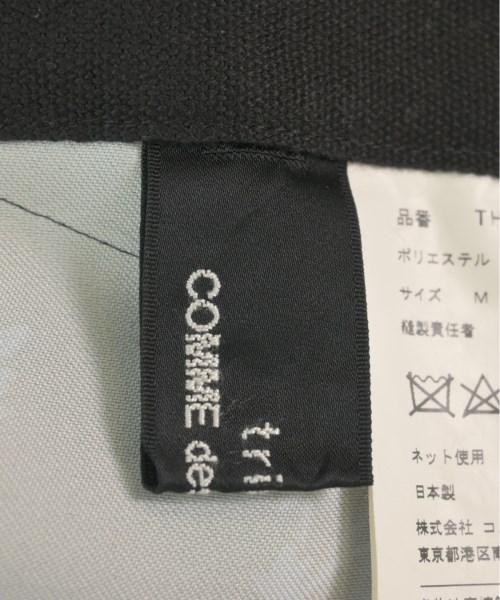 tri
COMME de
品番 TH
ポリエステル
サイズ M
縫製責任者
ネット使用
日本製
株式会社 コ
東京都港区南